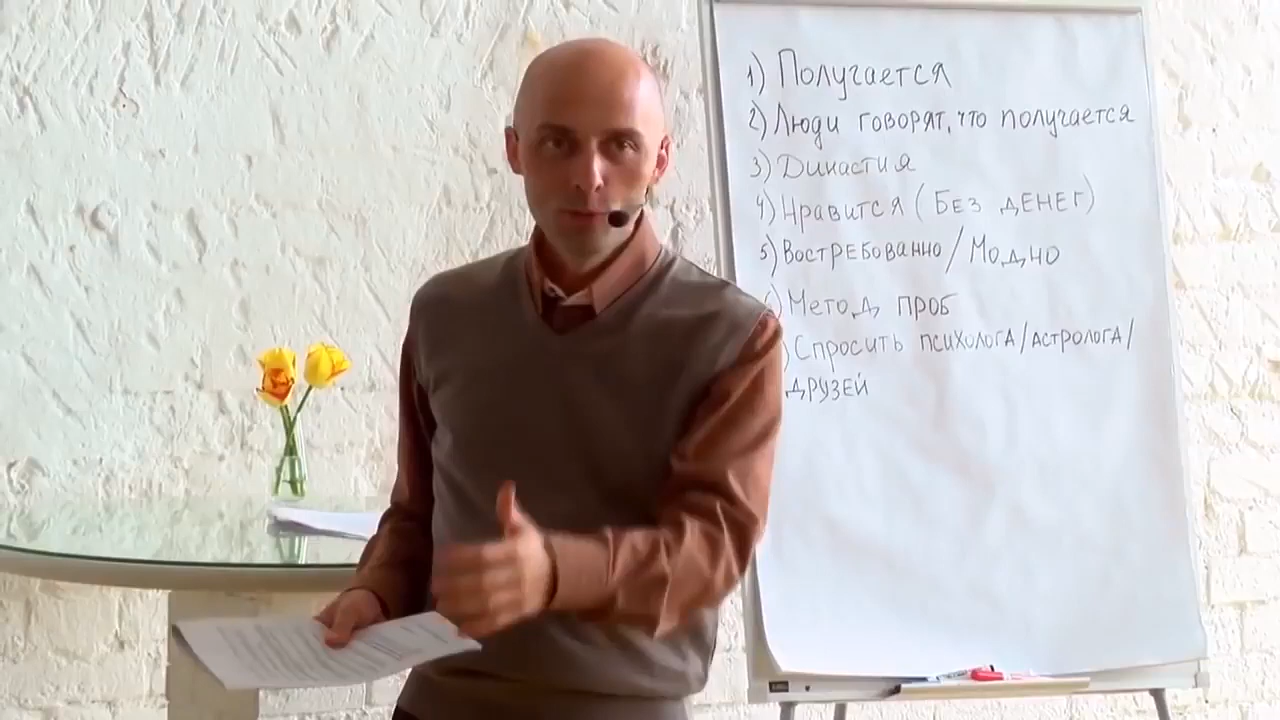 1) Получается
2) Люди говорят, что получается
3) Династия
4) Нравится (Без денег)
5) Востребованно/Модно
6) Метод проб
) Спросить психолога/астролога/
друзей